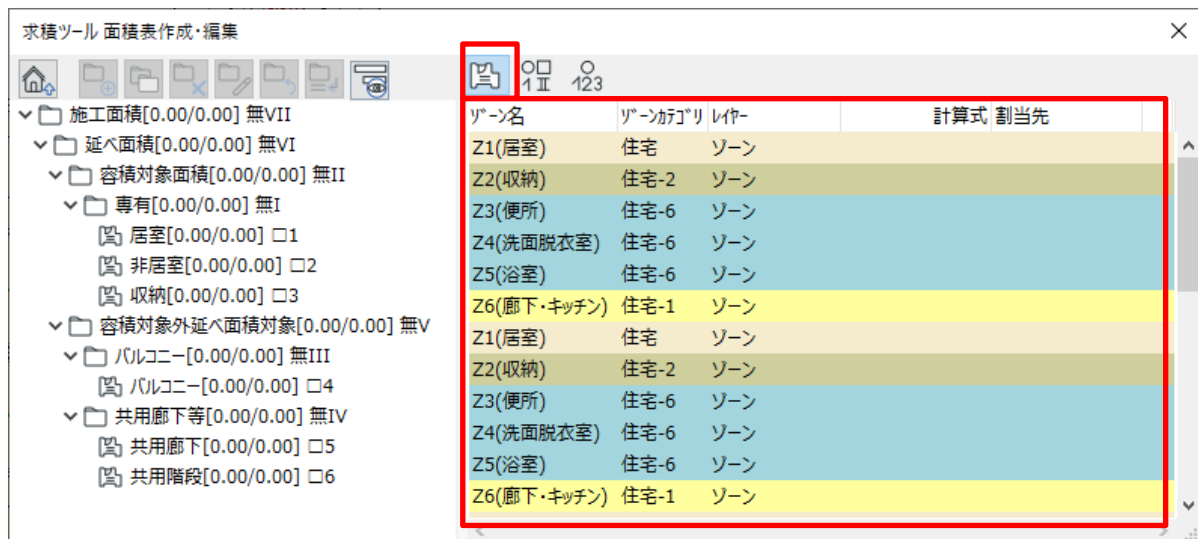 求積ツール 面積表作成・編集
施工面積[0.00/0.00] 無VII
延べ面積[0.00/0.00] 無VI
容積対象面積[0.00/0.00] 無II
専有[0.00/0.00] 無I
居室[0.00/0.00] □1
非居室[0.00/0.00] □2
収納[0.00/0.00] □3
容積対象外延べ面積対象[0.00/0.00] 無V
バルコニー[0.00/0.00] 無III
バルコニー[0.00/0.00] □4
共用廊下等[0.00/0.00] 無IV
共用廊下[0.00/0.00] □5
共用階段[0.00/0.00] □6
1 II 123
ゾーン名 ゾーンカテゴリ レイヤー 計算式 割当先
Z1(居室) 住宅 ゾーン
Z2(収納) 住宅-2 ゾーン
Z3(便所) 住宅-6 ゾーン
Z4(洗面脱衣室) 住宅-6 ゾーン
Z5(浴室) 住宅-6 ゾーン
Z6(廊下・キッチン) 住宅-1 ゾーン
Z1(居室) 住宅 ゾーン
Z2(収納) 住宅-2 ゾーン
Z3(便所) 住宅-6 ゾーン
Z4(洗面脱衣室) 住宅-6 ゾーン
Z5(浴室) 住宅-6 ゾーン
Z6(廊下・キッチン) 住宅-1 ゾーン